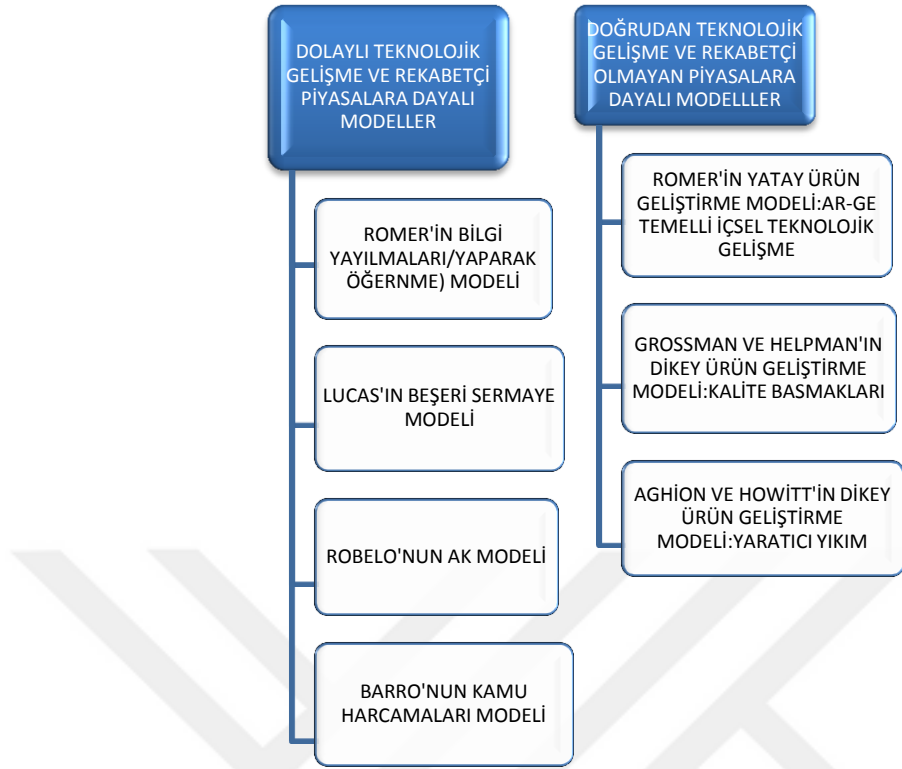 DOLAYLI TEKNOLOJİK
GELİŞME VE REKABETÇİ
PİYASALARA DAYALI
MODELLER
ROMER'İN BİLGİ
YAYILMALARI/YAPARAK
ÖĞERNME) MODELİ
LUCAS'IN BEŞERİ SERMAYE
MODELİ
ROBELO'NUN AK MODELİ
BARRO'NUN KAMU
HARCAMALARI MODELİ
DOĞRUDAN TEKNOLOJİK
GELİŞME VE REKABETÇİ
OLMAYAN PİYASALARA
DAYALI MODELLLER
ROMER'İN YATAY ÜRÜN
GELİŞTİRME MODELİ:AR-GE
TEMELLİ İÇSEL TEKNOLOJİK
GELİŞME
GROSSMAN VE HELPMAN'IN
DİKEY ÜRÜN GELİŞTİRME
MODELİ:KALİTE BASMAKLARI
AGHİON VE HOWİTT'İN DİKEY
ÜRÜN GELİŞTİRME
MODELİ:YARATICI YIKIM